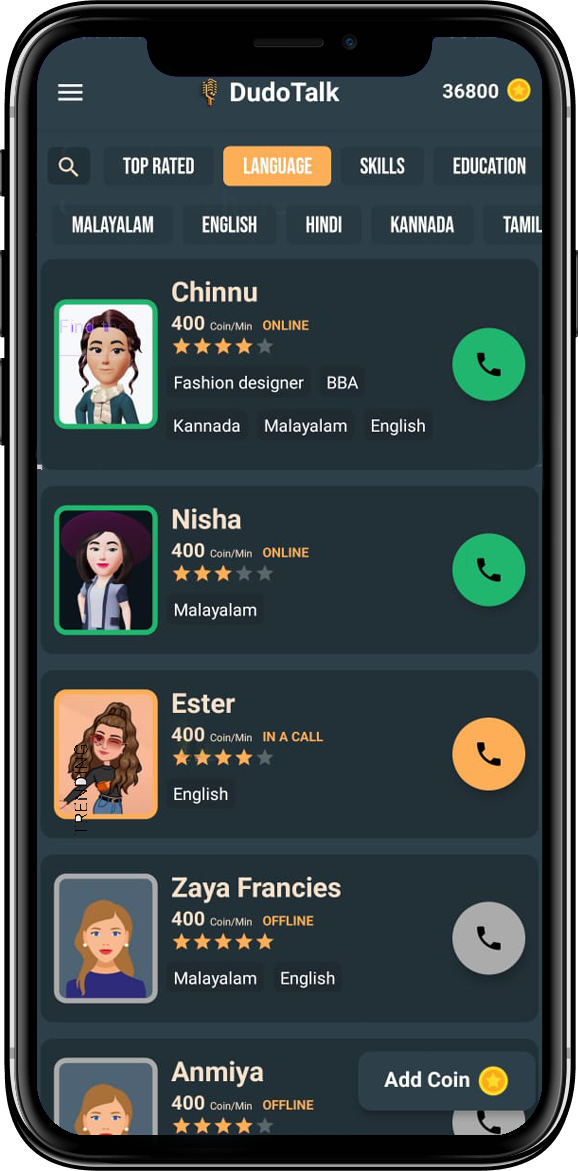 DudoTalk 36800
TOP RATED LANGUAGE SKILLS EDUCATION
MALAYALAM ENGLISH HINDI KANNADA TAMIL
Chinnu
400 Coin/Min ONLINE
Find the
Fashion designer BBA
Kannada Malayalam English
Nisha
400 Coin/Min ONLINE
Malayalam
Ester
400 Coin/Min IN A CALL
TRENDING
English
Zaya Francies
400 Coin/Min OFFLINE
Malayalam English
Anmiya
Add Coin
400 Coin/Min OFFLINE